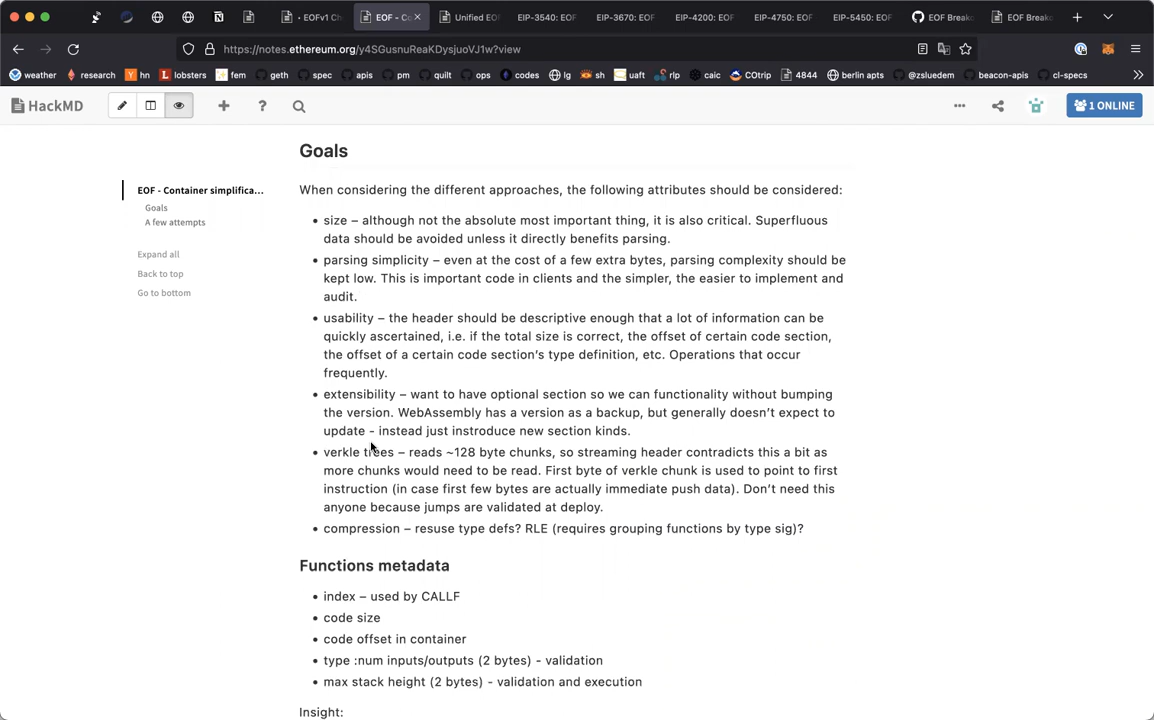 • EOFv1 Ch
EOF - Co
Unified EO
EIP-3540: EOF
EIP-3670: EOF
EIP-4200: EOF
EIP-4750: EOF
EIP-5450: EOF
EOF Break
EOF Break
https://notes.ethereum.org/y4SGusnuReaKDysjuoVJ1w?view
weather research hn lobsters fem geth spec apis pm quilt ops codes lg sh uaft rlp caic COtrip 4844 berlin apts @zsluedem beacon-apis cl-specs
HackMD
1 ONLINE
EOF - Container simplifica...
Goals
A few attempts
Expall all
Back to top
Go to bottom
Goals
When considering the different approaches, the following attributes should be considered:
• size – although not the absolute most important thing, it is also critical. Superfluous
data should be avoided unless it directly benefits parsing.
• parsing simplicity – even at the cost of a few extra bytes, parsing complexity should be
kept low. This is important code in clients and the simpler, the easier to implement and
audit.
• usability – the header should be descriptive enough that a lot of information can be
quickly ascertained, i.e. if the total size is correct, the offset of certain code section,
the offset of a certain code section's type definition, etc. Operations that occur
frequently.
• extensibility – want to have optional section so we can functionality without bumping
the version. WebAssembly has a version as a backup, but generally doesn't expect to
update - instead just instroduce new section kinds.
• verkle trees – reads ~128 byte chunks, so streaming header contradicts this a bit as
more chunks would need to be read. First byte of verkle chunk is used to point to first
instruction (in case first few bytes are actually immediate push data). Don't need this
anyone because jumps are validated at deploy.
• compression – resuse type defs? RLE (requires grouping functions by type sig)?
Functions metadata
• index – used by CALLF
• code size
• code offset in container
• type :num inputs/outputs (2 bytes) - validation
• max stack height (2 bytes) - validation and execution
Insight: